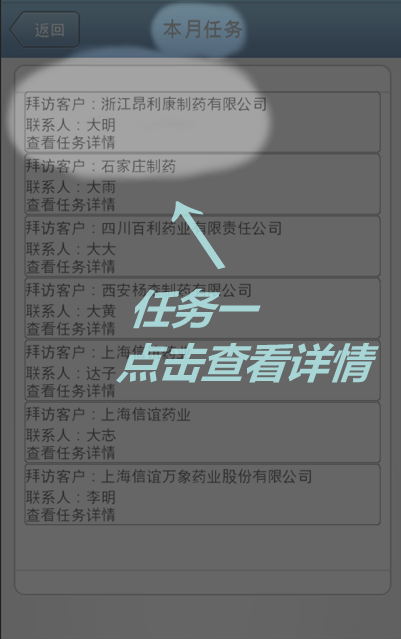 返回
本月任务
拜访客户：浙江昂利康制药有限公司
联系人：大明
查看任务详情
拜访客户：石家庄制药
联系人：大雨
查看任务详情
拜访客户：四川百利药业有限责任公司
联系人：大大
查看任务详情
拜访客户：西安杨森制药有限公司
联系人：大黄
查看任务详情
任务一
拜访客户：上海信谊药业
联系人：达子
查看任务详情
点击查看详情
拜访客户：上海信谊药业
联系人：大志
查看任务详情
拜访客户：上海信谊万象药业股份有限公司
联系人：李明
查看任务详情